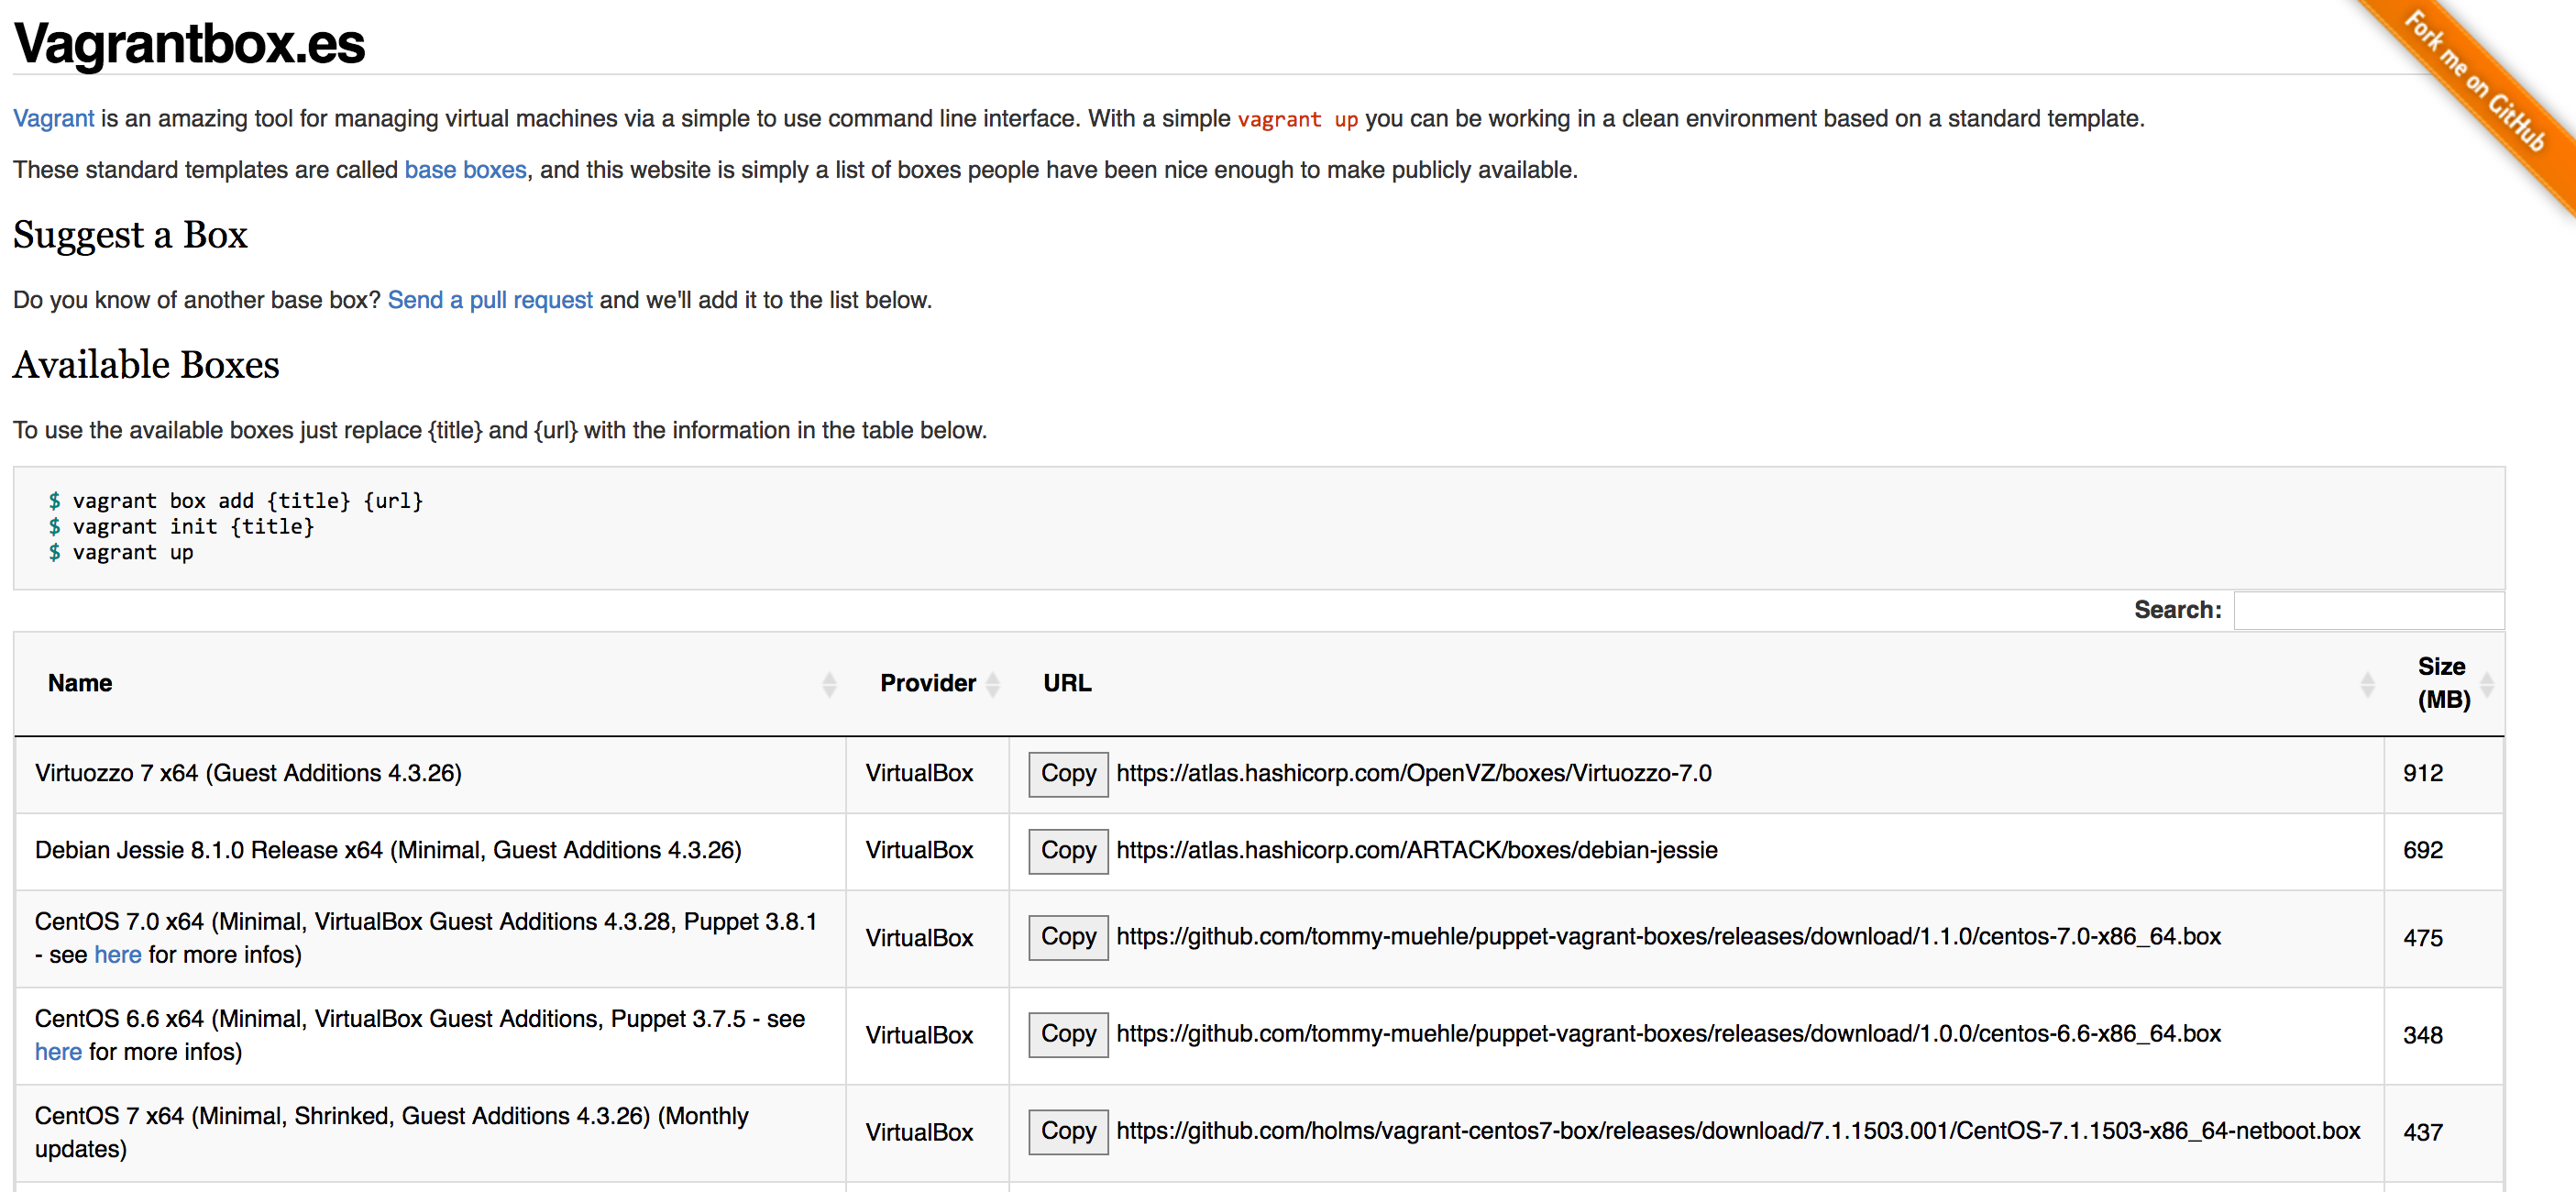 Vagrantbox.es
Fork me on GitHub
Vagrant is an amazing tool for managing virtual machines via a simple to use command line interface. With a simple vagrant up you can be working in a clean environment based on a standard template.
These standard templates are called base boxes, and this website is simply a list of boxes people have been nice enough to make publicly available.
Suggest a Box
Do you know of another base box? Send a pull request and we'll add it to the list below.
Available Boxes
To use the available boxes just replace {title} and {url} with the information in the table below.
$ vagrant box add {title} {url}
$ vagrant init {title}
$ vagrant up
Search:
Name Provider URL Size (MB)
Virtuozzo 7 x64 (Guest Additions 4.3.26) VirtualBox Copy https://atlas.hashicorp.com/OpenVZ/boxes/Virtuozzo-7.0 912
Debian Jessie 8.1.0 Release x64 (Minimal, Guest Additions 4.3.26) VirtualBox Copy https://atlas.hashicorp.com/ARTACK/boxes/debian-jessie 692
CentOS 7.0 x64 (Minimal, VirtualBox Guest Additions 4.3.28, Puppet 3.8.1
- see here for more infos) VirtualBox Copy https://github.com/tommy-muehle/puppet-vagrant-boxes/releases/download/1.1.0/centos-7.0-x86_64.box 475
CentOS 6.6 x64 (Minimal, VirtualBox Guest Additions, Puppet 3.7.5 - see
here for more infos) VirtualBox Copy https://github.com/tommy-muehle/puppet-vagrant-boxes/releases/download/1.0.0/centos-6.6-x86_64.box 348
CentOS 7 x64 (Minimal, Shrinked, Guest Additions 4.3.26) (Monthly
updates) VirtualBox Copy https://github.com/holms/vagrant-centos7-box/releases/download/7.1.1503.001/CentOS-7.1.1503-x86_64-netboot.box 437